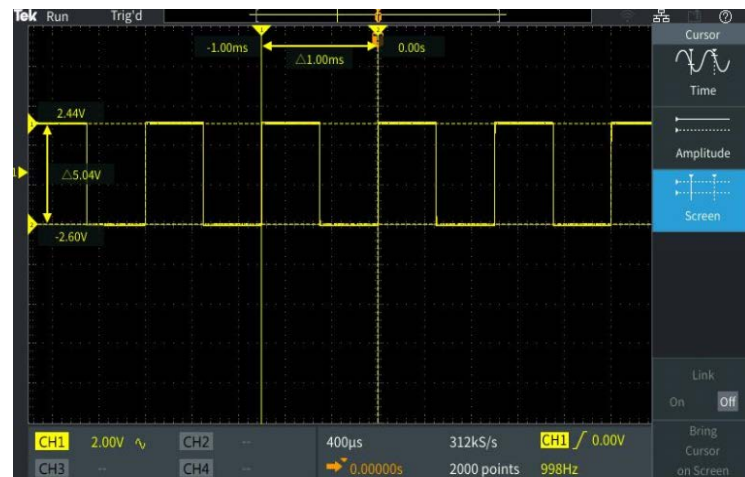 Tek Run Trig'd
Cursor
-1.00ms 0.00s
△1.00ms
Time
2.44V
Amplitude
△5.04V
Screen
-2.60V
Link
On Off
CH1 2.00V CH2 -- 400µs 312kS/s CH1 0.00V
CH3 -- CH4 -- 0.00000s 2000 points 998Hz
Bring
Cursor
on Screen